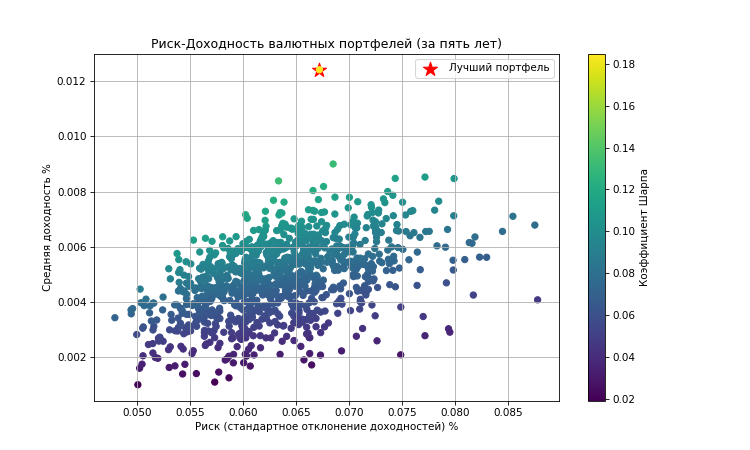 Риск-Доходность валютных портфелей (за пять лет)
Лучший портфель
0.012
0.010
0.008
0.006
0.004
0.002
Средняя доходность %
0.050 0.055 0.060 0.065 0.070 0.075 0.080 0.085
Риск (стандартное отклонение доходностей) %
0.18
0.16
0.14
0.12
0.10
0.08
0.06
0.04
0.02
Коэффициент Шарпа